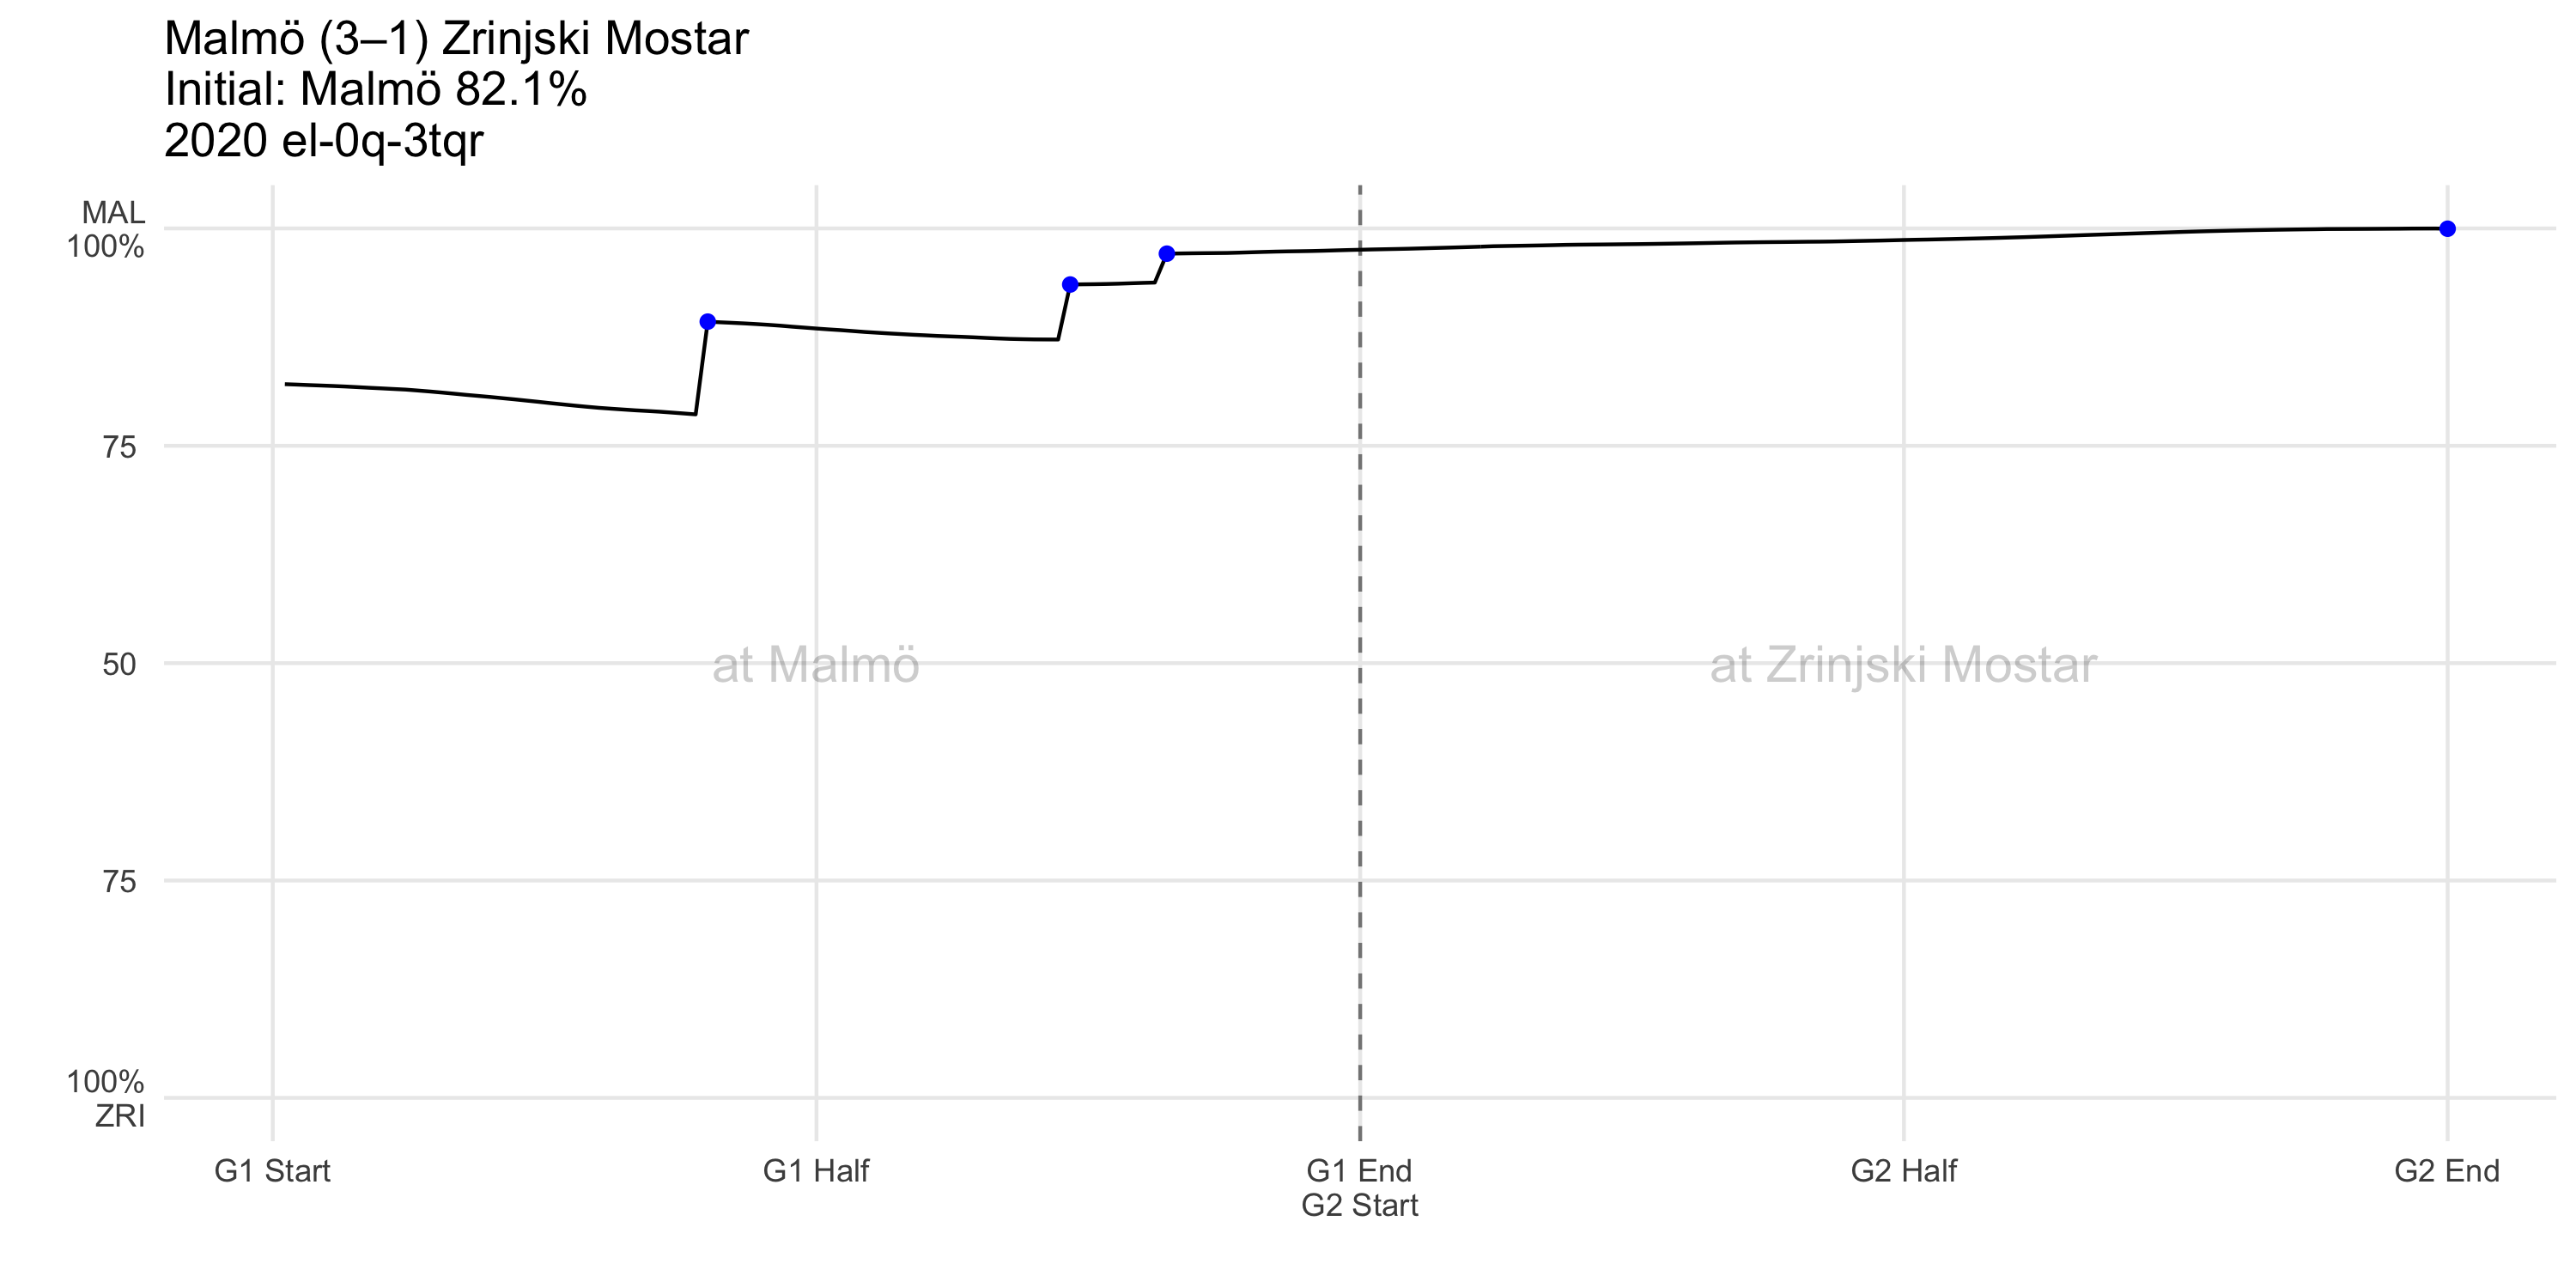 Malmö (3–1) Zrinjski Mostar
Initial: Malmö 82.1%
2020 el-0q-3tqr
MAL
100%
75
50
75
100%
ZRI
at Malmö
at Zrinjski Mostar
G1 Start
G1 Half
G1 End
G2 Start
G2 Half
G2 End